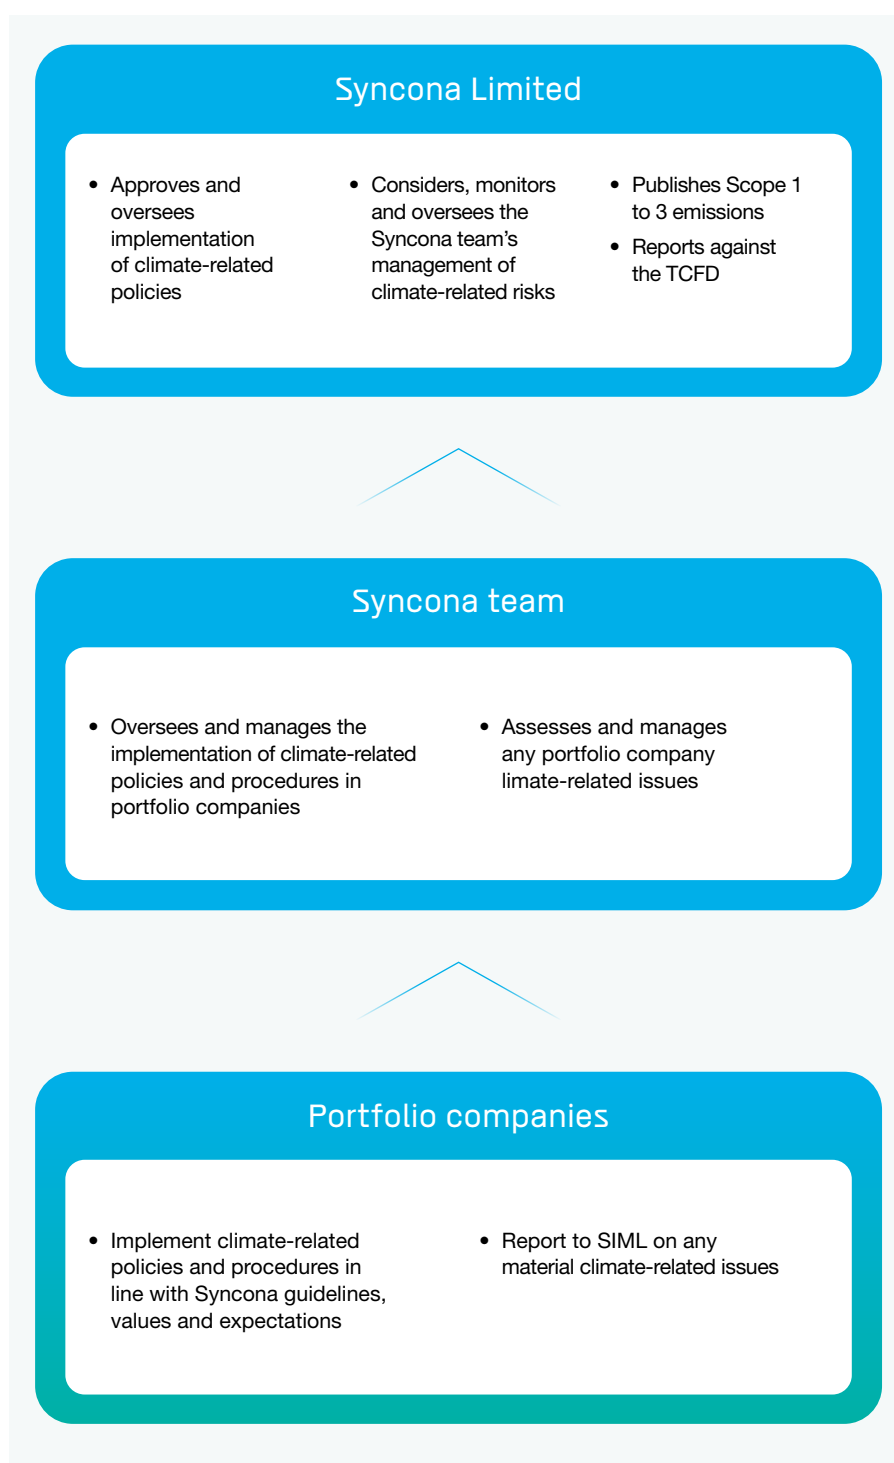 Syncona Limited
• Approves and
oversees
implementation
of climate-related
policies
• Considers, monitors
and oversees the
Syncona team’s
management of
climate-related risks
• Publishes Scope 1
to 3 emissions
• Reports against
the TCFD
Syncona team
• Oversees and manages the
implementation of climate-related
policies and procedures in
portfolio companies
• Assesses and manages
any portfolio company
limate-related issues
Portfolio companies
• Implement climate-related
policies and procedures in
line with Syncona guidelines,
values and expectations
• Report to SIML on any
material climate-related issues